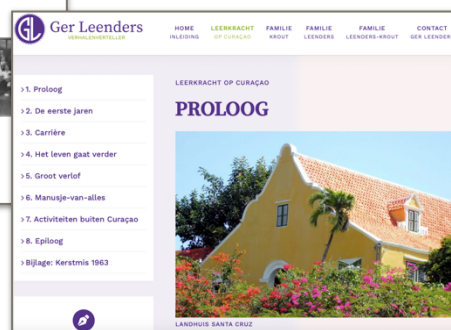 GL Ger Leenders
VERHALENVERTELLER
HOME
INLEIDING
LEERKRACHT
OP CURAÇAO
FAMILIE
KROUT
FAMILIE
LEENDERS
FAMILIE
LEENDERS-KROUT
CONTACT
GER LEENDER
> 1. Proloog
> 2. De eerste jaren
> 3. Carrière
> 4. Het leven gaat verder
> 5. Groot verlof
> 6. Manusje-van-alles
> 7. Activiteiten buiten Curaçao
> 8. Epiloog
> Bijlage: Kerstmis 1963
LEERKRACHT OP CURAÇAO
PROLOOG
LANDHUIS SANTA CRUZ